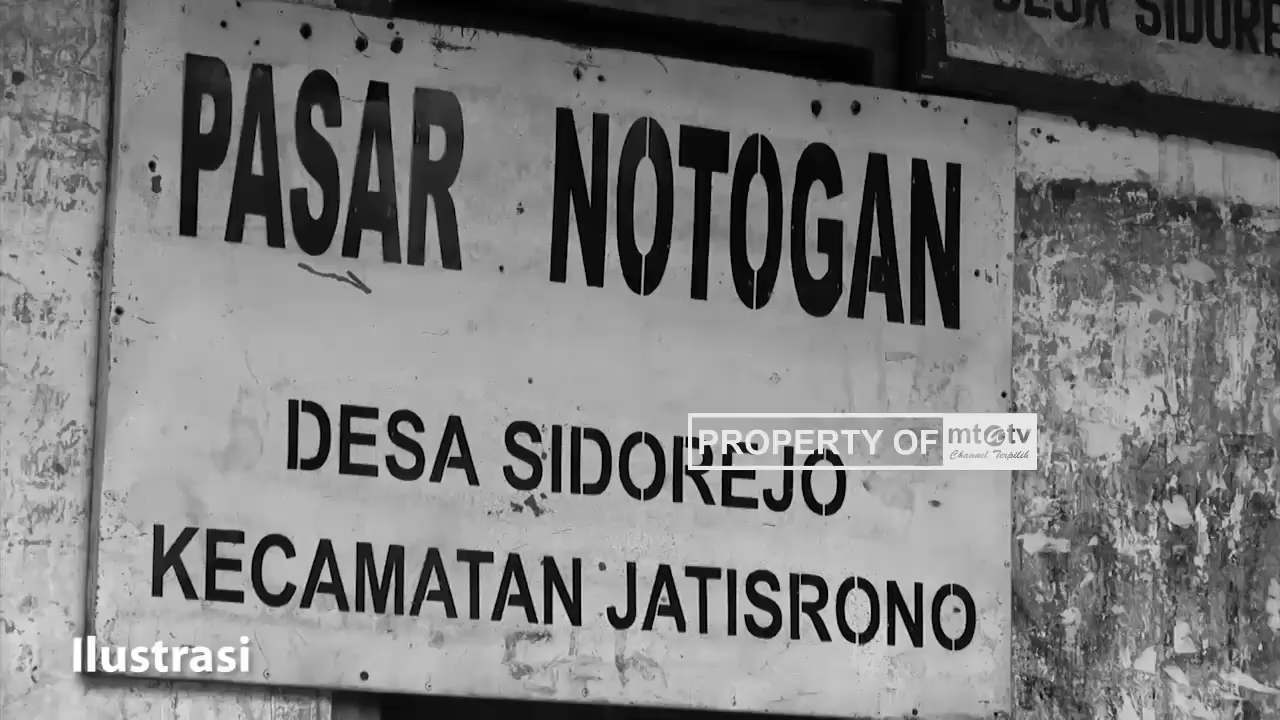 DESA SIDORE
PASAR NOTOGAN
DESA SIDOREJO
PROPERTY OF mtatv
Channel Terpilih
KECAMATAN JATISRONO
Ilustrasi